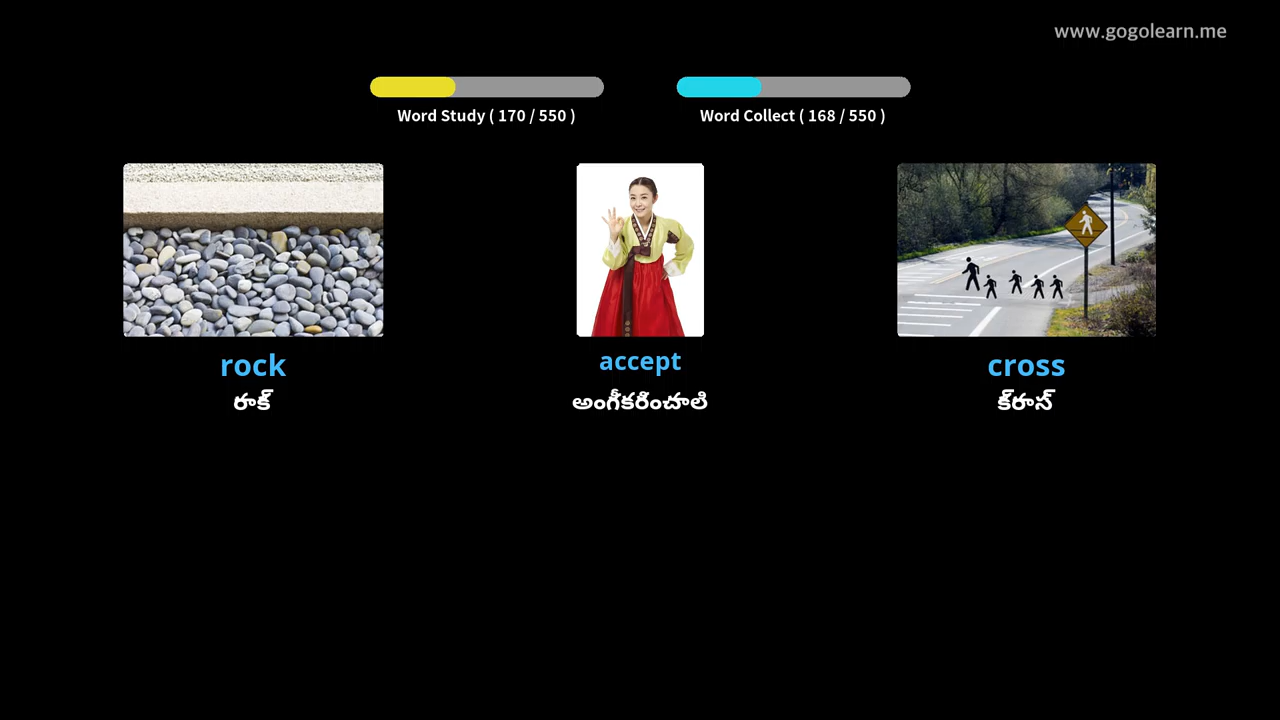 www.gogolearn.me
Word Study ( 170 / 550 )
Word Collect ( 168 / 550 )
rock
accept
cross
రాక్
అంగీకరించాలి
క్రాస్